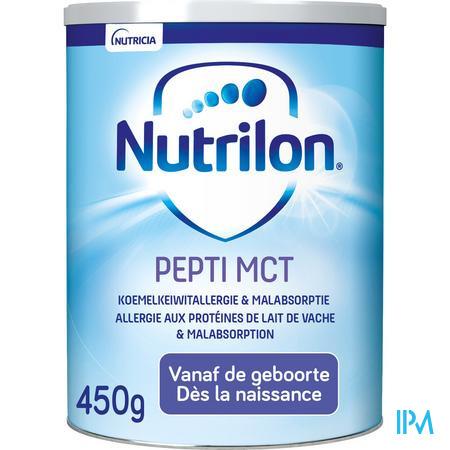 NUTRICIA
Nutrilon®
PEPTI MCT
KOEMELKEIWITALLERGIE & MALABSORPTIE
ALLERGIE AUX PROTÉINES DE LAIT DE VACHE
& MALABSORPTION
450g
Vanaf de geboorte
Dès la naissance
IPM